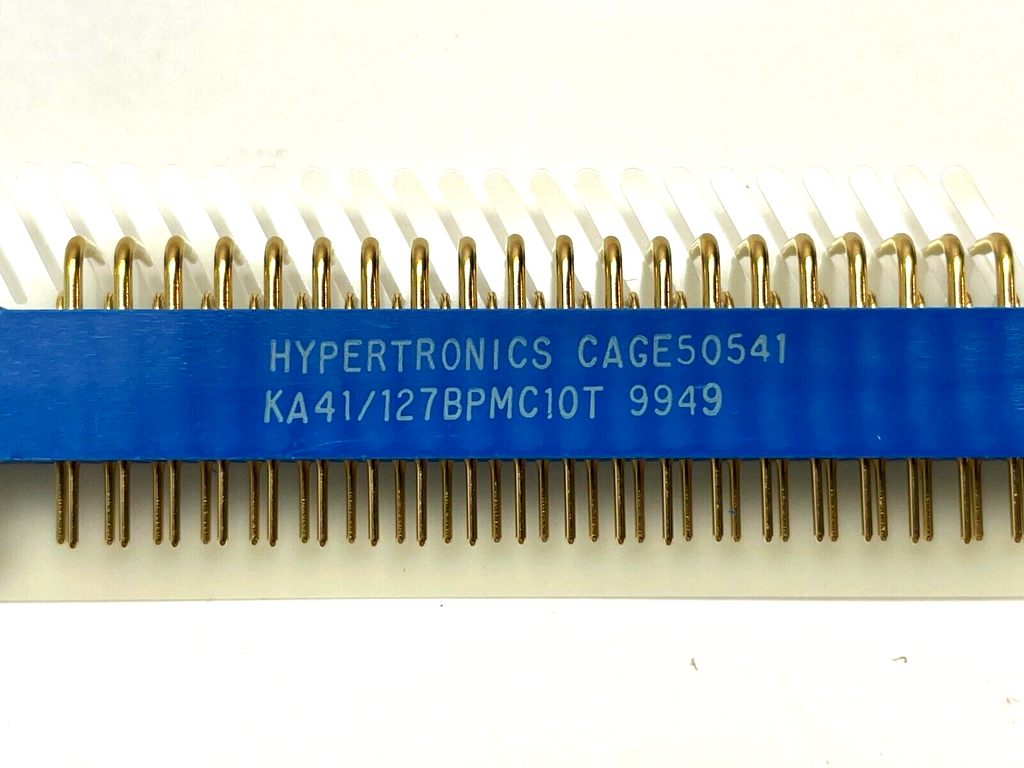 HYPERTRONICS CAGE50541
KA41/127BPMC10T 9949